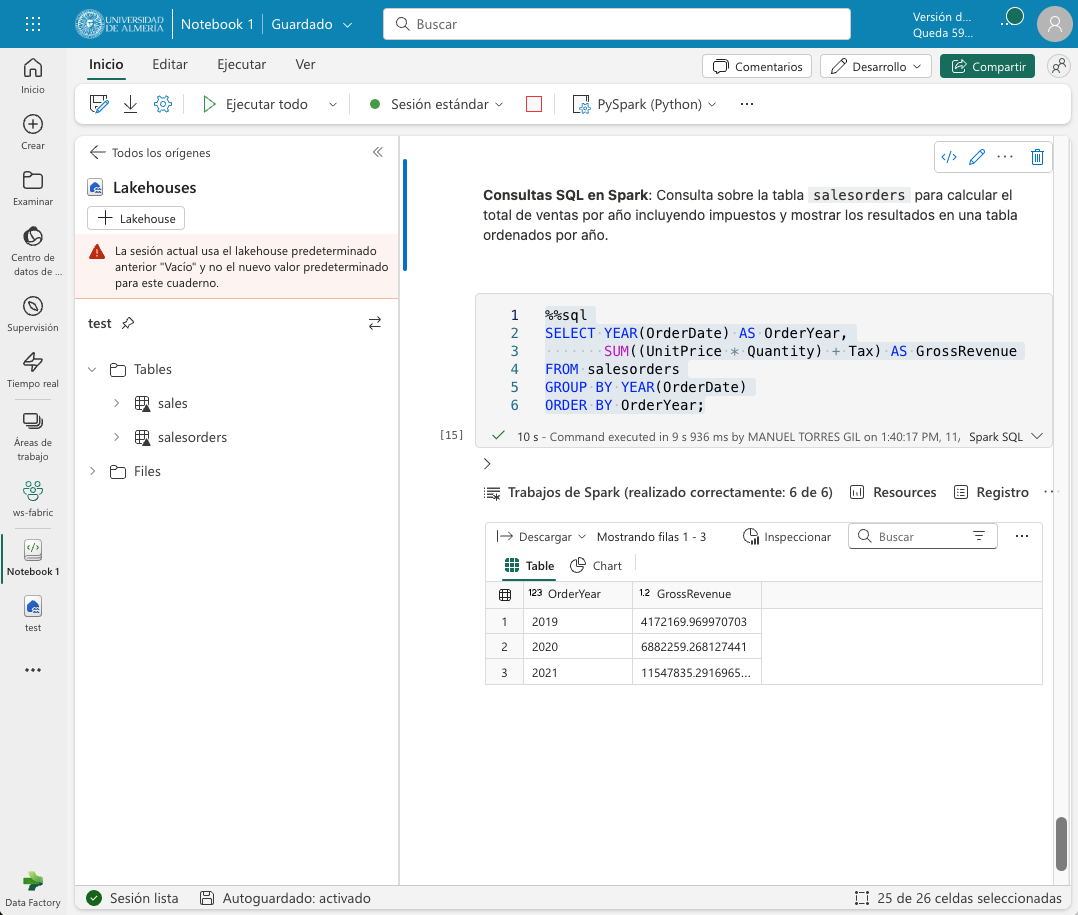 UNIVERSIDAD
DE ALMERÍA
Notebook 1
Guardado
Buscar
Versión d...
Queda 59...
Inicio
Editar
Ejecutar
Ver
Comentarios
Desarrollo
Compartir
Ejecutar todo
Sesión estándar
PySpark (Python)
...
Inicio
Crear
Examinar
Centro de
datos de ...
Supervisión
Tiempo real
Áreas de
trabajo
ws-fabric
Notebook 1
test
...
Data Factory
Todos los orígenes
Lakehouses
Lakehouse
La sesión actual usa el lakehouse predeterminado
anterior "Vacío" y no el nuevo valor predeterminado
para este cuaderno.
test
Tables
sales
salesorders
Files
Consultas SQL en Spark: Consulta sobre la tabla salesorders para calcular el
total de ventas por año incluyendo impuestos y mostrar los resultados en una tabla
ordenados por año.
1 %%sql
2 SELECT YEAR(OrderDate) AS OrderYear,
3 SUM((UnitPrice * Quantity) + Tax) AS GrossRevenue
4 FROM salesorders
5 GROUP BY YEAR(OrderDate)
6 ORDER BY OrderYear;
[15]
10 s - Command executed in 9 s 936 ms by MANUEL TORRES GIL on 1:40:17 PM, 11/
Spark SQL
Trabajos de Spark (realizado correctamente: 6 de 6)
Resources
Registro
...
Descargar
Mostrando filas 1 - 3
Inspeccionar
Buscar
...
Table
Chart
123 OrderYear
1.2 GrossRevenue
1 2019 4172169.969970703
2 2020 6882259.268127441
3 2021 11547835.2916965...
Sesión lista
Autoguardado: activado
25 de 26 celdas seleccionadas